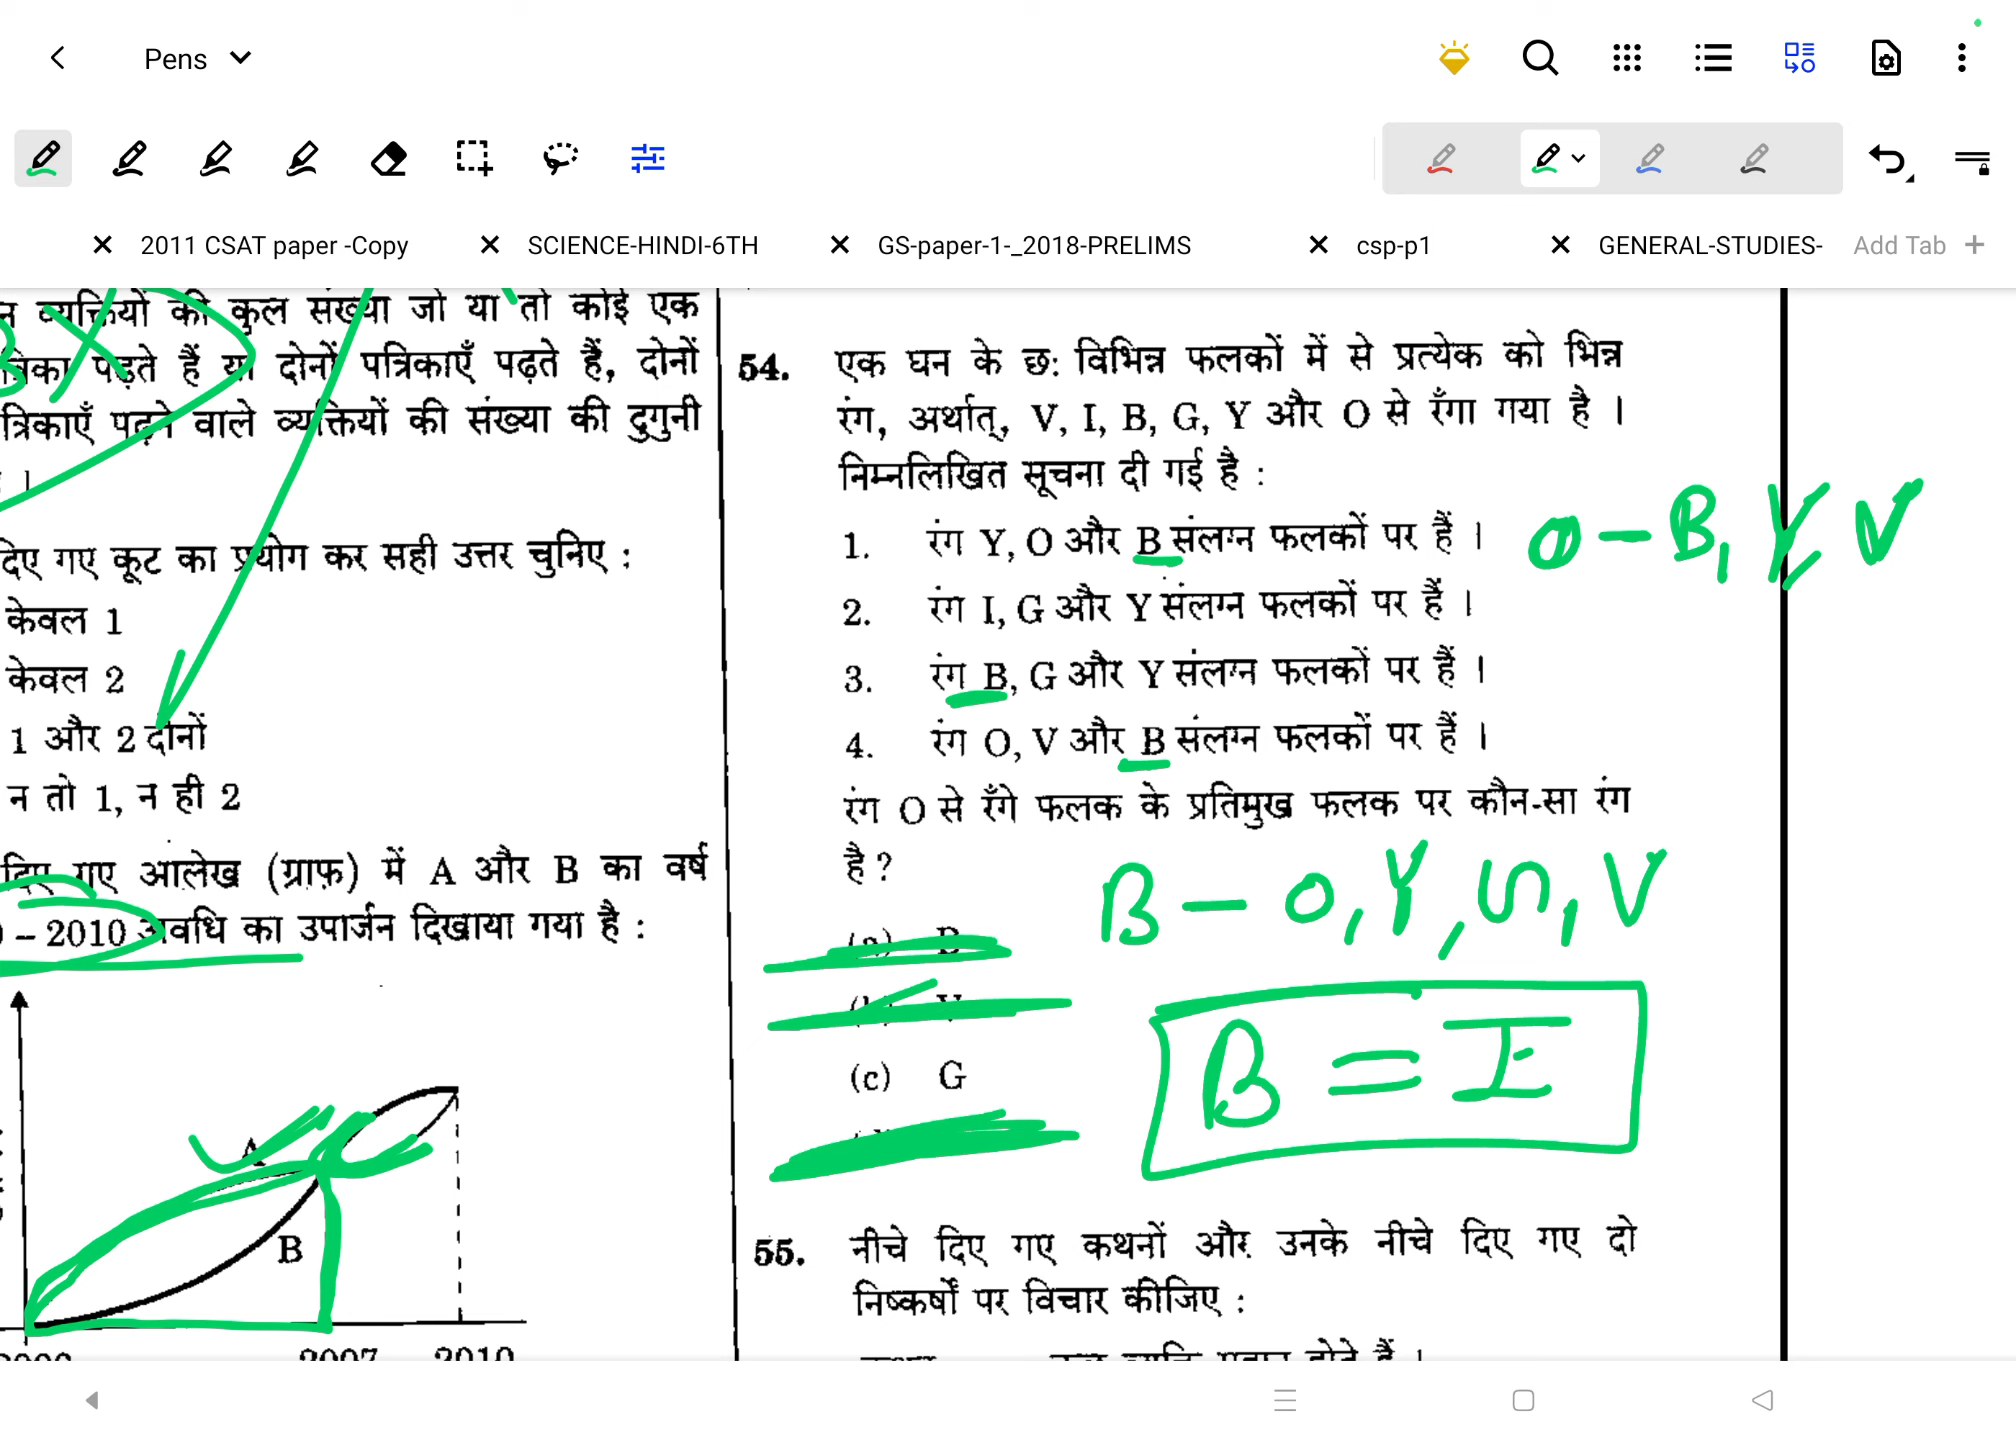 Pens
2011 CSAT paper -Copy
SCIENCE-HINDI-6TH
GS-paper-1-_2018-PRELIMS
csp-p1
GENERAL-STUDIES-
Add Tab +
न व्यक्तियों की कुल संख्या जो या तो कोई एक
त्रिका पढ़ते हैं या दोनों पत्रिकाएँ पढ़ते हैं, दोनों
त्रिकाएँ पढ़ने वाले व्यक्तियों की संख्या की दुगुनी
है ।
दिए गए कूट का प्रयोग कर सही उत्तर चुनिए :
केवल 1
केवल 2
1 और 2 दोनों
न तो 1, न ही 2
दिए गए आलेख (ग्राफ़) में A और B का वर्ष
– 2010 अवधि का उपार्जन दिखाया गया है :
A
B
2007 2010
54. एक घन के छ: विभिन्न फलकों में से प्रत्येक को भिन्न
रंग, अर्थात्, V, I, B, G, Y और O से रँगा गया है ।
निम्नलिखित सूचना दी गई है :
1. रंग Y, O और B संलग्न फलकों पर हैं ।
O – B, Y, V
2. रंग I, G और Y संलग्न फलकों पर हैं ।
3. रंग B, G और Y संलग्न फलकों पर हैं ।
4. रंग O, V और B संलग्न फलकों पर हैं ।
रंग O से रँगे फलक के प्रतिमुख फलक पर कौन-सा रंग
है ?
B – O, Y, G, V
(c) G
B = I
55. नीचे दिए गए कथनों और उनके नीचे दिए गए दो
निष्कर्षों पर विचार कीजिए :